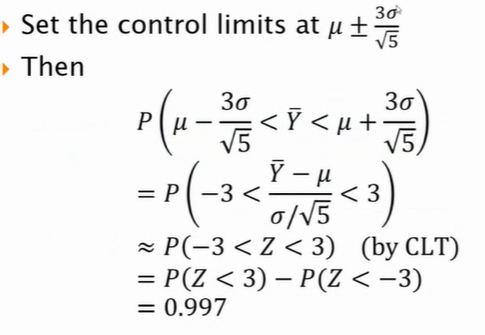 Set the control limits at μ ± 3σ/√5
Then
P(μ − 3σ/√5 < Ȳ < μ + 3σ/√5)
= P(−3 < (Ȳ − μ)/(σ/√5) < 3)
≈ P(−3 < Z < 3) (by CLT)
= P(Z < 3) − P(Z < −3)
= 0.997